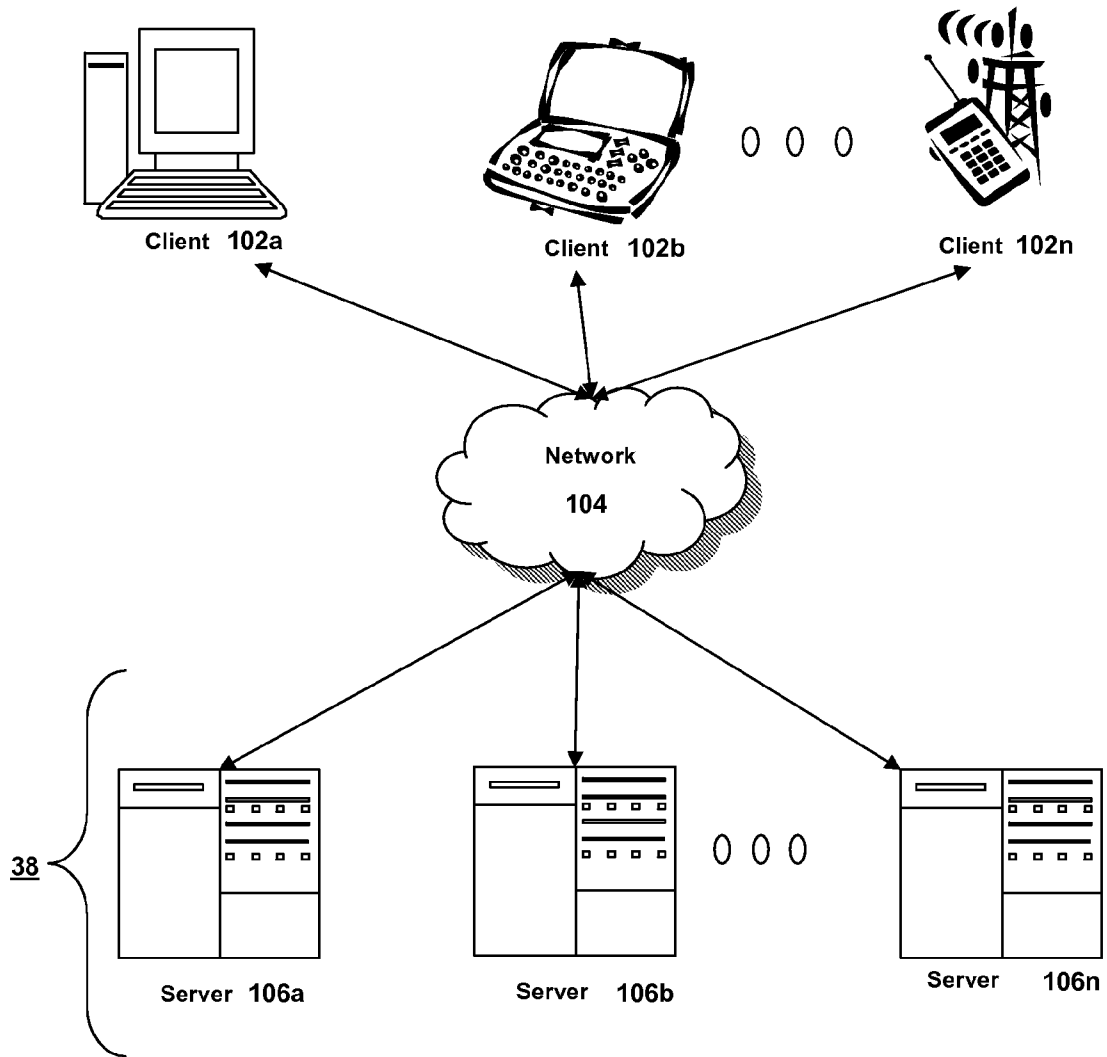 Client 102a
Client 102b
Client 102n
Network
104
38
Server 106a
Server 106b
Server 106n